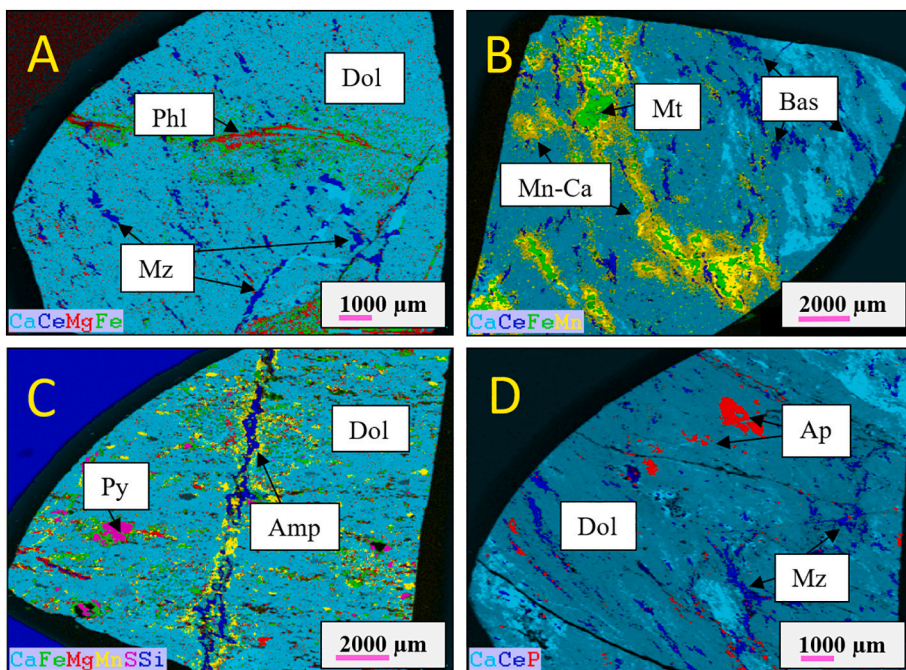 A
Dol
Phl
Mz
CaCeMgFe
1000 µm
B
Mt
Bas
Mn-Ca
CaCeFeMn
2000 µm
C
Dol
Py
Amp
CaFeMgMnSSi
2000 µm
D
Ap
Dol
Mz
CaCeP
1000 µm